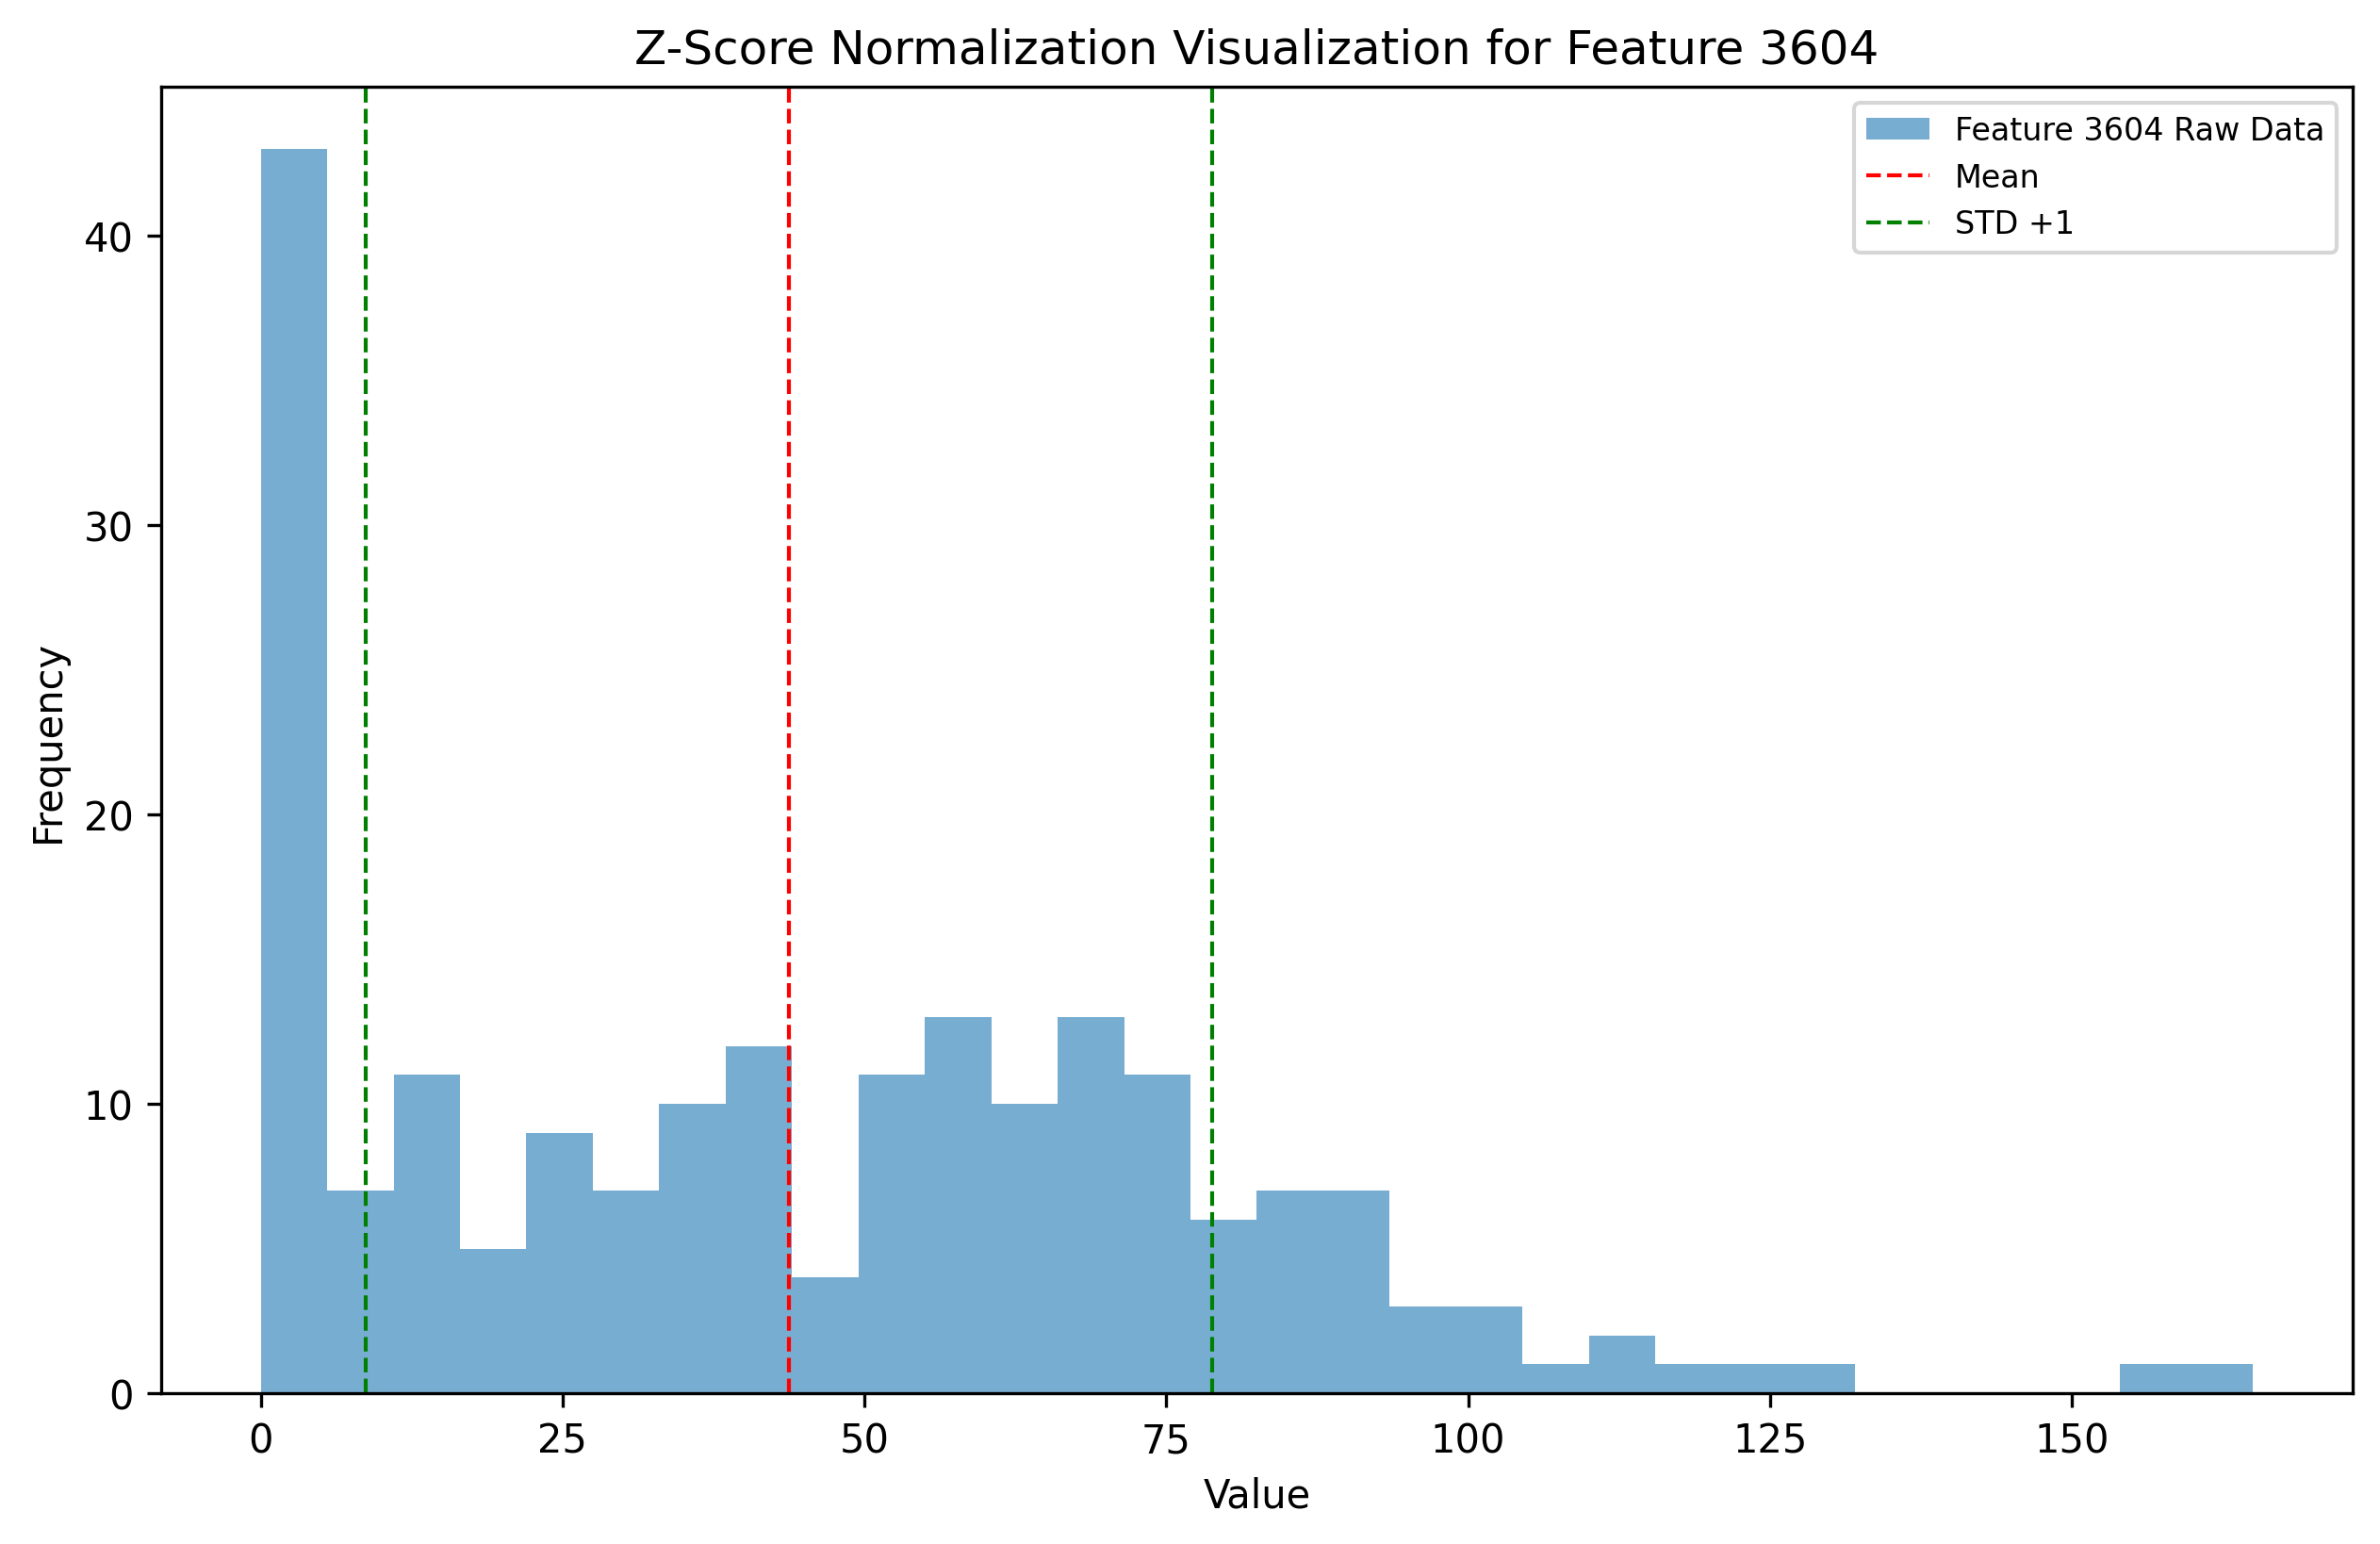 Z-Score Normalization Visualization for Feature 3604
Feature 3604 Raw Data
Mean
STD +1
40
30
20
10
0
Frequency
0 25 50 75 100 125 150
Value